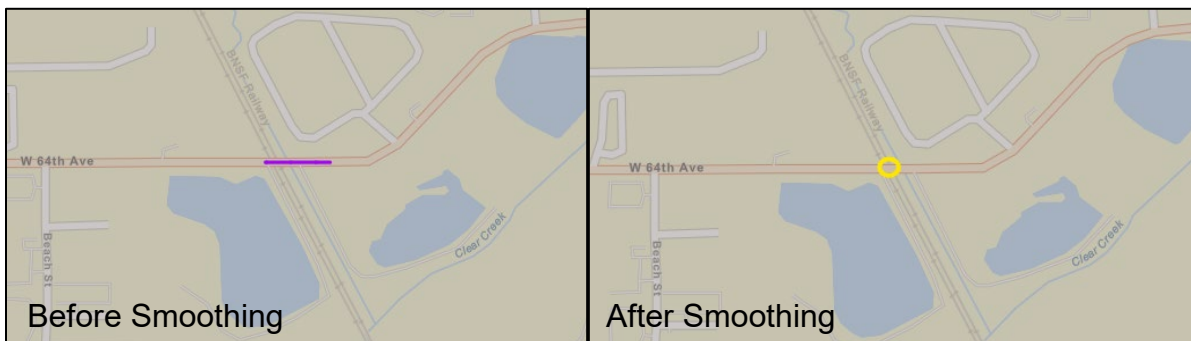 BNSF Railway
W 64th Ave
Beach St
Clear Creek
Before Smoothing
BNSF Railway
W 64th Ave
Beach St
Clear Creek
After Smoothing